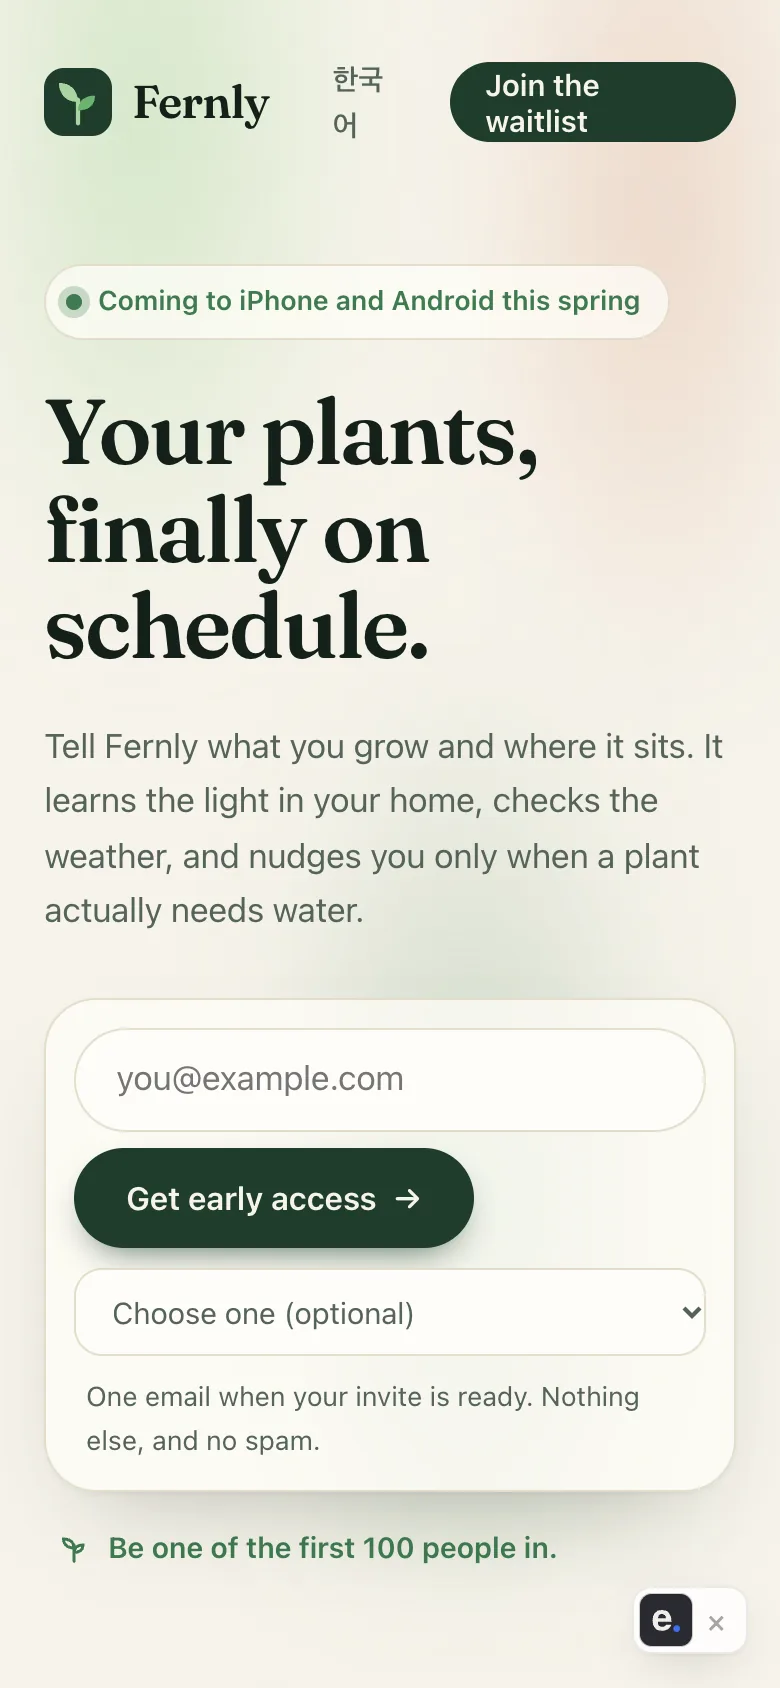 Fernly
한국
어
Join the
waitlist
Coming to iPhone and Android this spring
Your plants,
finally on
schedule.
Tell Fernly what you grow and where it sits. It
learns the light in your home, checks the
weather, and nudges you only when a plant
actually needs water.
you@example.com
Get early access →
Choose one (optional)
One email when your invite is ready. Nothing
else, and no spam.
Be one of the first 100 people in.
e. ×